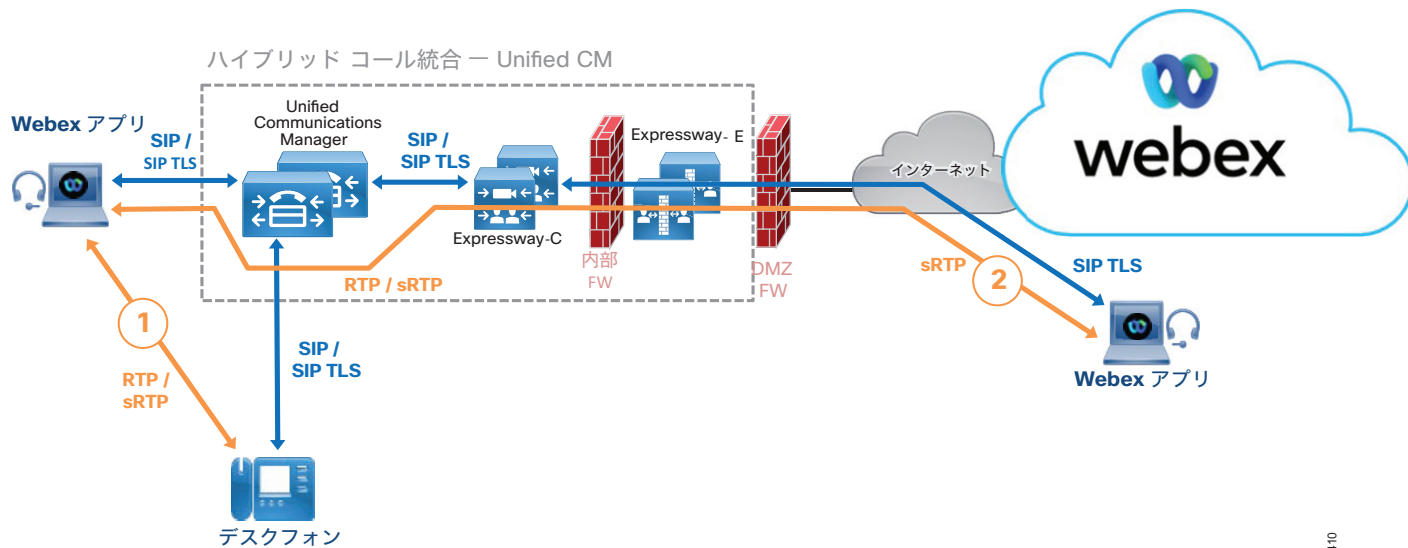 ハイブリッド コール統合 — Unified CM
Webex アプリ
SIP /
SIP TLS
Unified
Communications
Manager
SIP /
SIP TLS
Expressway-C
内部
FW
Expressway- E
DMZ
FW
インターネット
webex
RTP / sRTP
sRTP
2
SIP TLS
Webex アプリ
1
RTP /
sRTP
SIP /
SIP TLS
デスクフォン
410